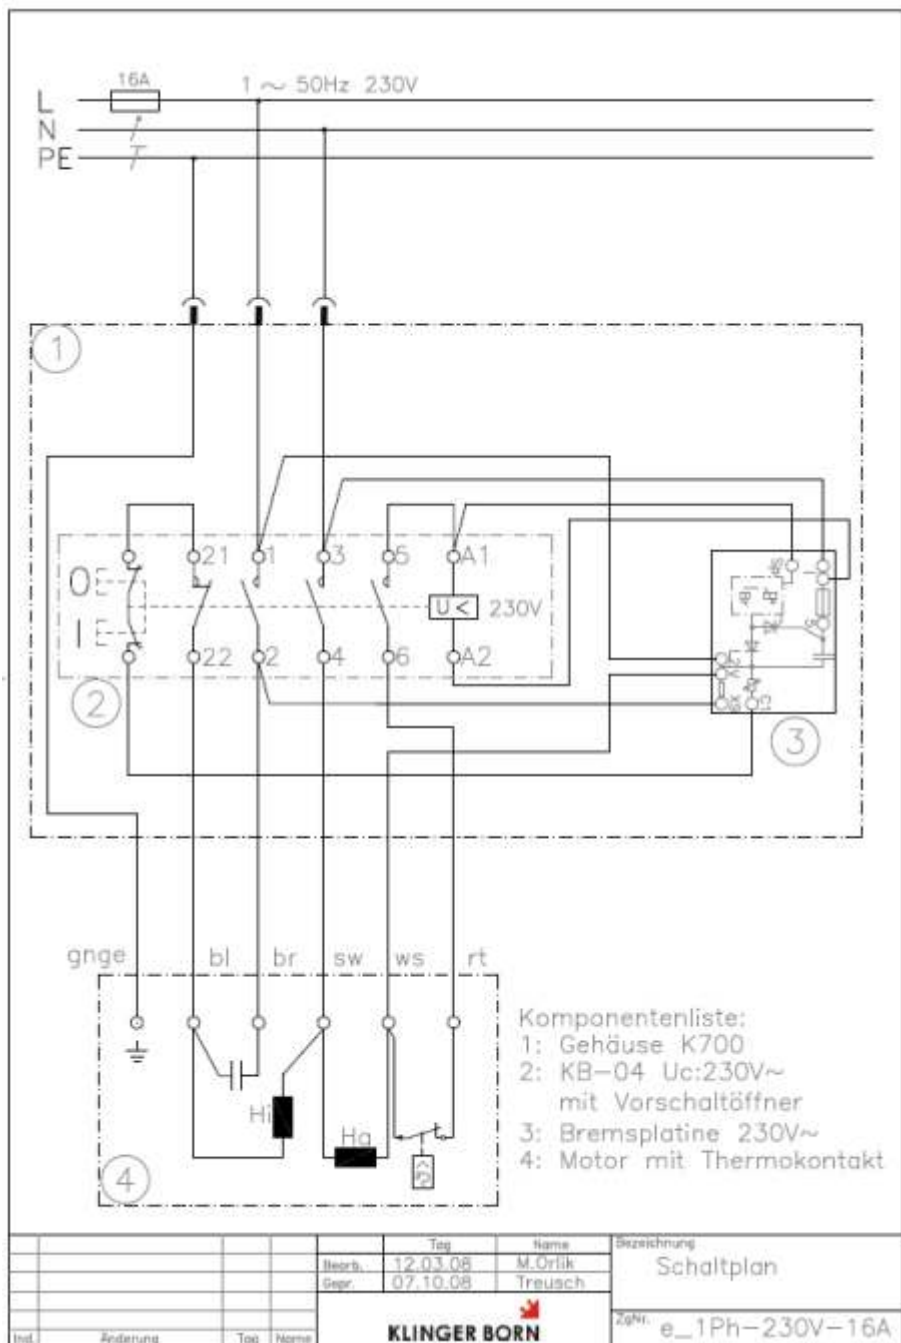 16A
1 ~ 50Hz 230V
L
N
PE
1
21 1 3 5 A1
0
I
U< 230V
22 2 4 6 A2
2
3
gnge bl br sw ws rt
Hi
Ha
4
Komponentenliste:
1: Gehäuse K700
2: KB-04 Uc:230V~
mit Vorschaltöffner
3: Bremsplatine 230V~
4: Motor mit Thermokontakt
Tag Name
Bearb. 12.03.08 M.Orlik
Gepr. 07.10.08 Treusch
Bezeichnung
Schaltplan
Ind. Änderung Tag Name
KLINGER BORN
ZgNr. e_1Ph-230V-16A